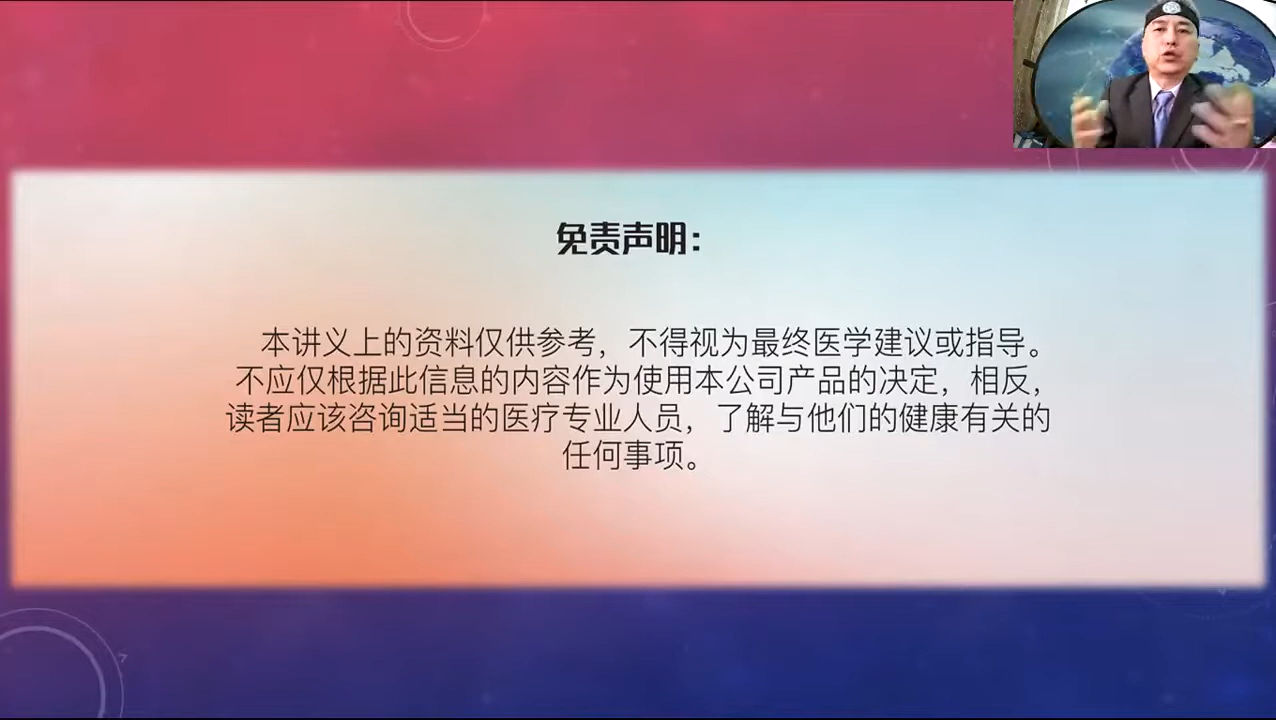 免责声明：
本讲义上的资料仅供参考，不得视为最终医学建议或指导。
不应仅根据此信息的内容作为使用本公司产品的决定，相反，
读者应该咨询适当的医疗专业人员，了解与他们的健康有关的
任何事项。